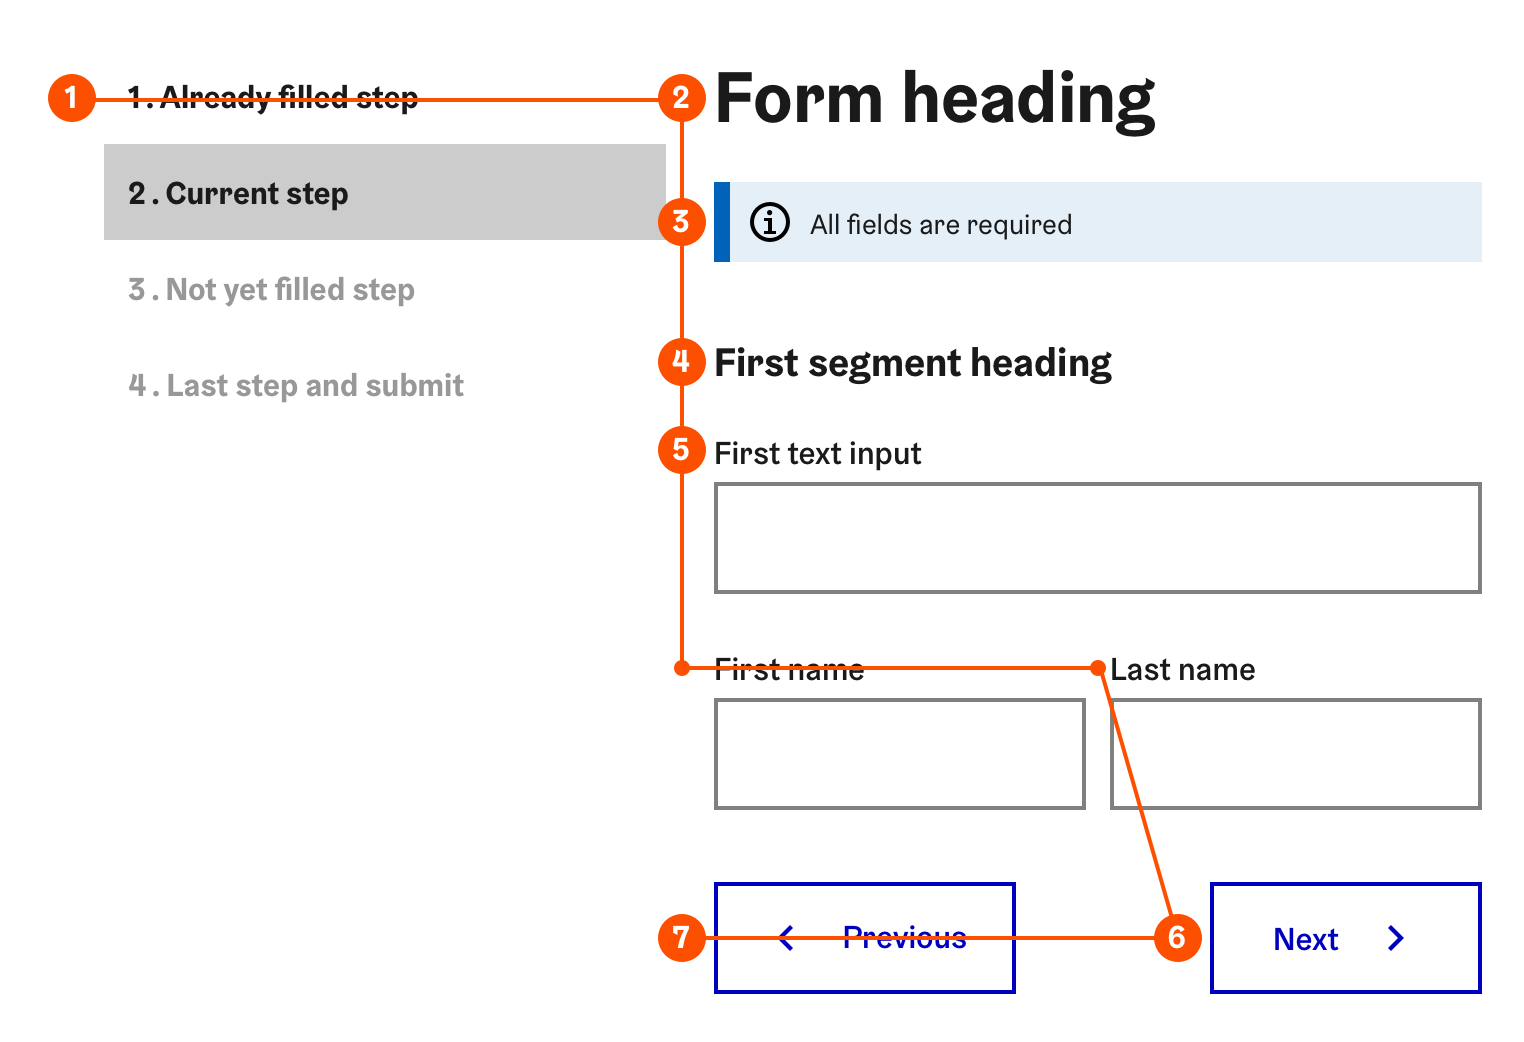 1
1. Already filled step
2. Current step
3. Not yet filled step
4. Last step and submit
2
Form heading
3
All fields are required
4
First segment heading
5
First text input
First name
Last name
7
Previous
6
Next